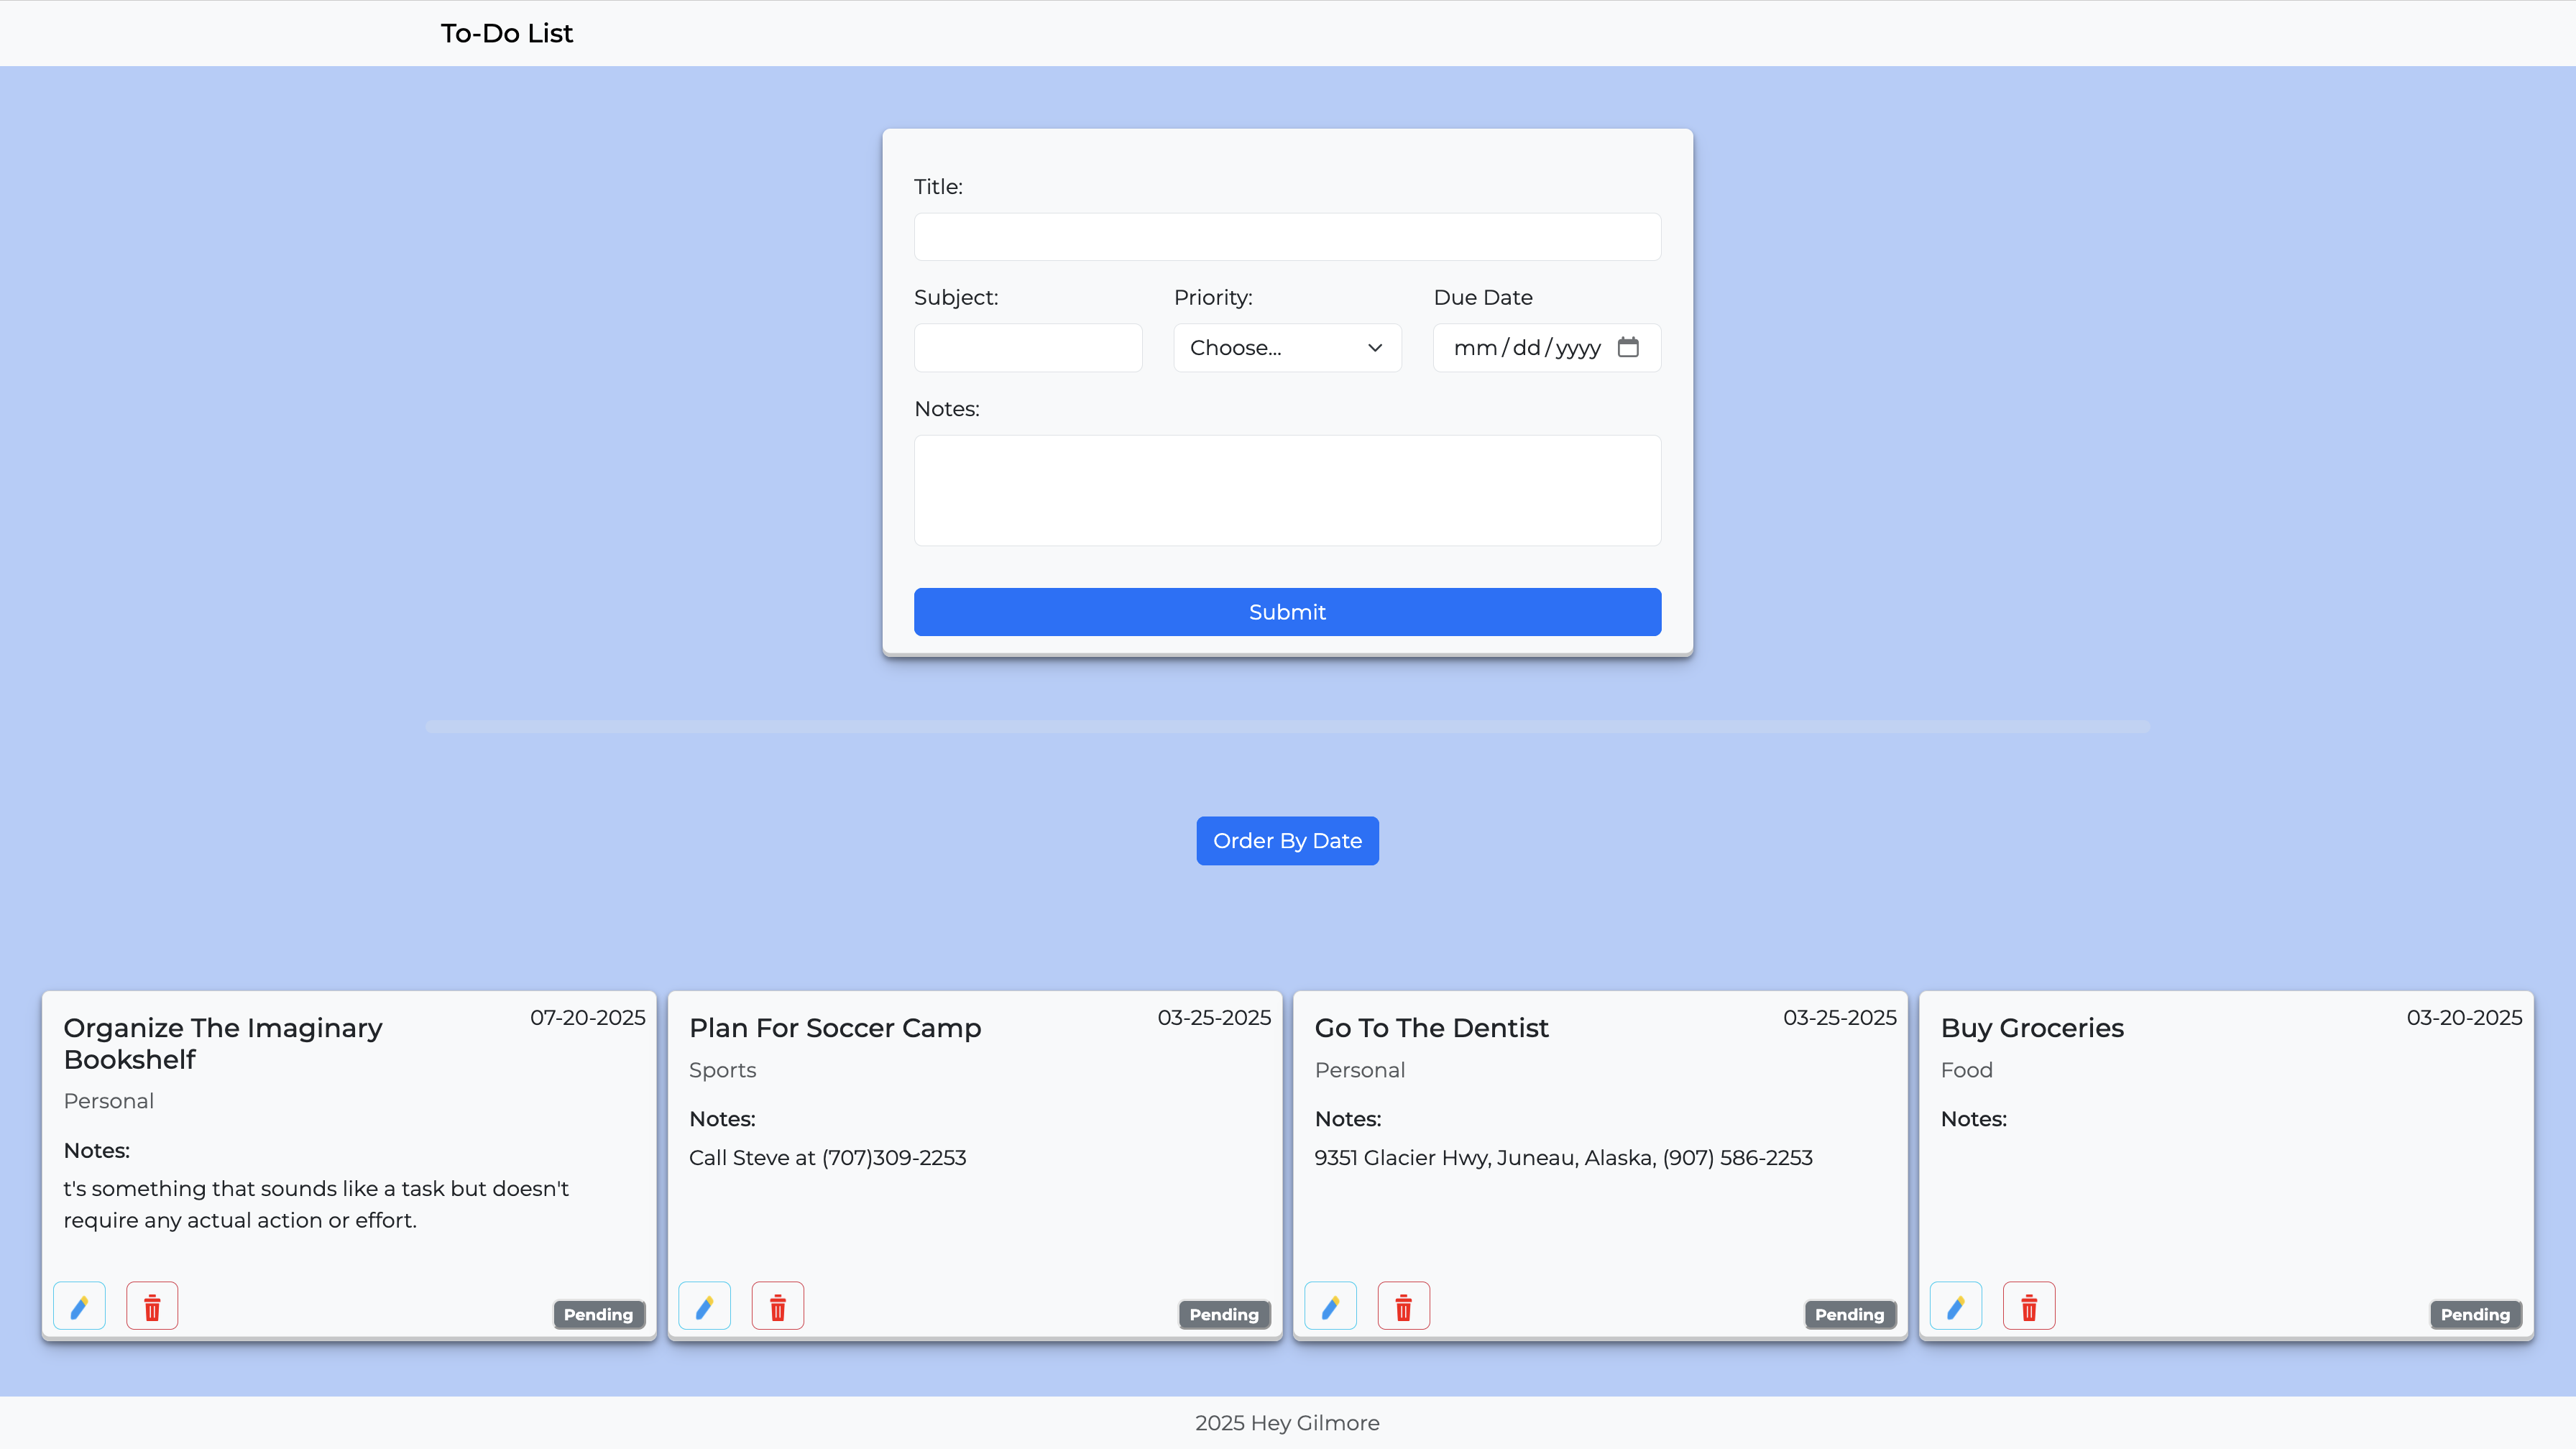 To-Do List
Title:
Subject:
Priority:
Due Date
Choose...
mm/dd/yyyy
Notes:
Submit
Order By Date
Organize The Imaginary
Bookshelf
07-20-2025
Personal
Notes:
t's something that sounds like a task but doesn't
require any actual action or effort.
Pending
Plan For Soccer Camp
03-25-2025
Sports
Notes:
Call Steve at (707)309-2253
Pending
Go To The Dentist
03-25-2025
Personal
Notes:
9351 Glacier Hwy, Juneau, Alaska, (907) 586-2253
Pending
Buy Groceries
03-20-2025
Food
Notes:
Pending
2025 Hey Gilmore